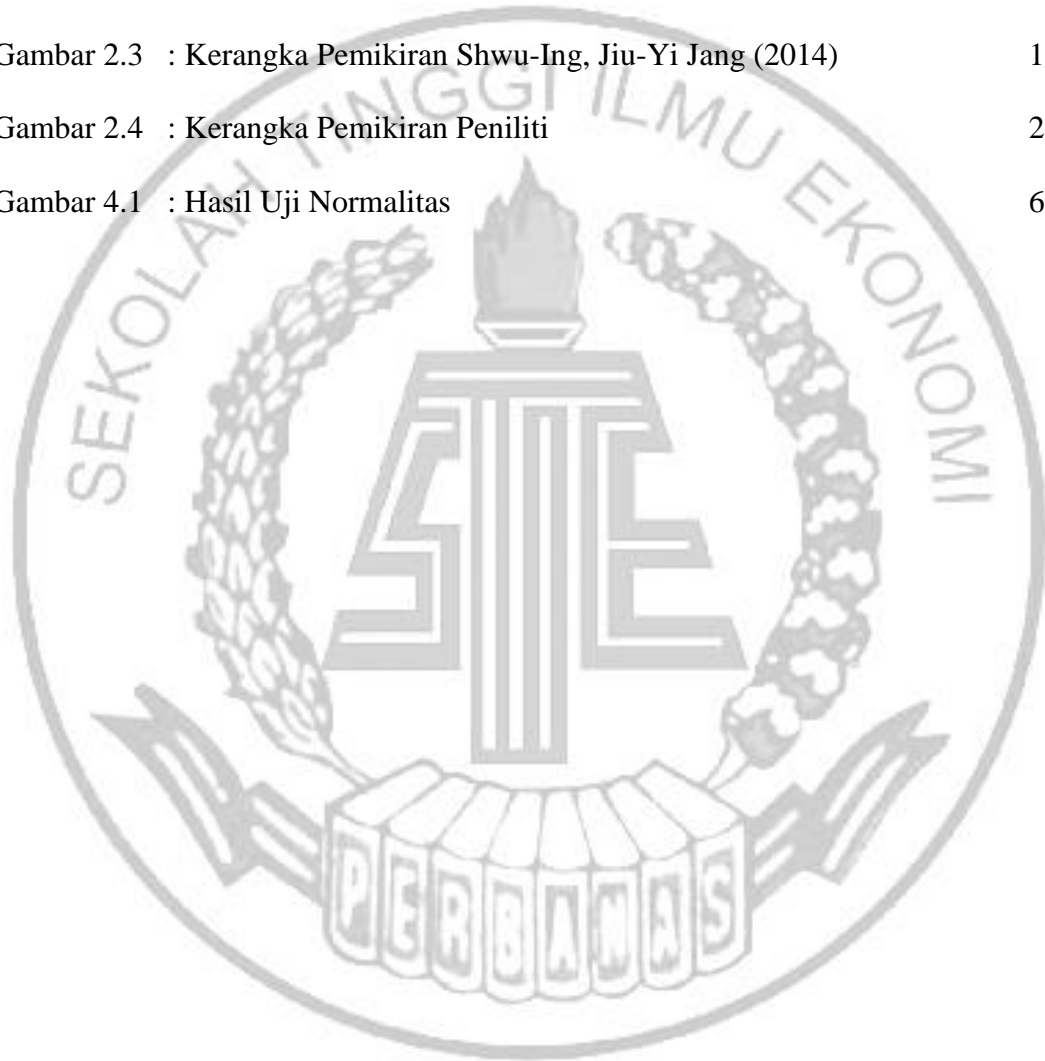 Gambar 2.3 : Kerangka Pemikiran Shwu-Ing, Jiu-Yi Jang (2014) 1
Gambar 2.4 : Kerangka Pemikiran Peniliti 2
Gambar 4.1 : Hasil Uji Normalitas 6
SEKOLAH TINGGI ILMU EKONOMI
STIE
PERBANAS